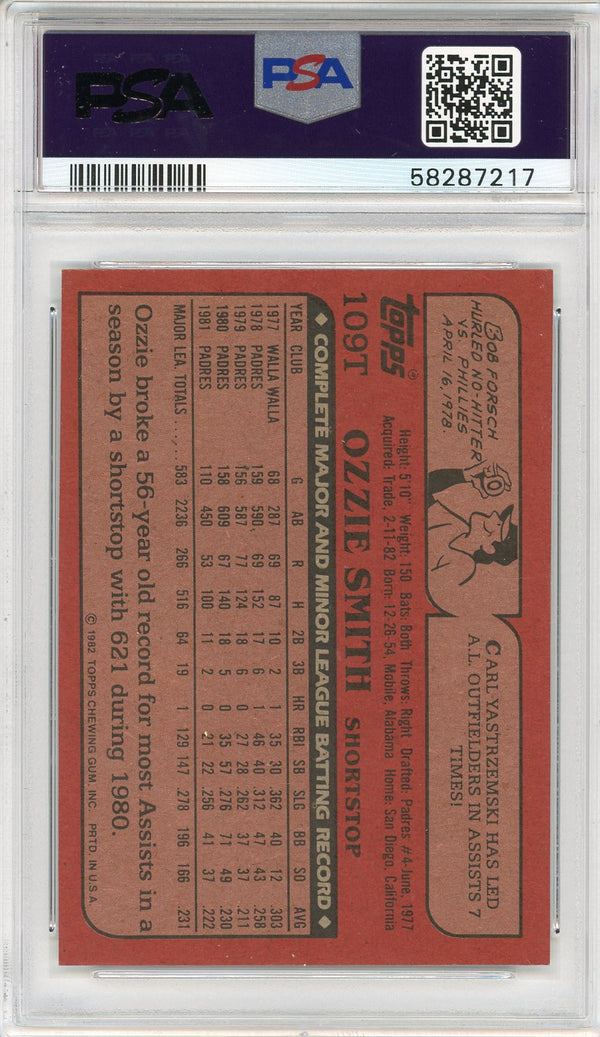 PSA
PSA
58287217
BOB FORSCH
HURLED NO-HITTER
VS. PHILLIES
APRIL 16, 1978.
CARL YASTRZEMSKI HAS LED
A.L. OUTFIELDERS IN ASSISTS 7
TIMES!
topps®
109T OZZIE SMITH SHORTSTOP
Height: 5'10" Weight: 150 Bats: Both Throws: Right Drafted: Padres #4-June, 1977
Acquired: Trade, 2-11-82 Born: 12-26-54, Mobile, Alabama Home: San Diego, California
◆ COMPLETE MAJOR AND MINOR LEAGUE BATTING RECORD ◆
YEAR CLUB G AB R H 2B 3B HR RBI SB SLG BB SO AVG
1977 WALLA WALLA 68 287 69 87 10 2 1 35 30 .362 40 12 .303
1978 PADRES 159 590 69 152 17 6 1 46 40 .312 47 43 .258
1979 PADRES 156 587 77 124 18 6 0 27 28 .262 37 37 .211
1980 PADRES 158 609 67 140 18 5 0 35 57 .276 71 49 .230
1981 PADRES 110 450 53 100 11 2 0 21 22 .256 41 37 .222
MAJOR LEA. TOTALS ..... 583 2236 266 516 64 19 1 129 147 .278 196 166 .231
Ozzie broke a 56-year old record for most Assists in a
season by a shortstop with 621 during 1980.
© 1982 TOPPS CHEWING GUM, INC. PRTD. IN U.S.A.